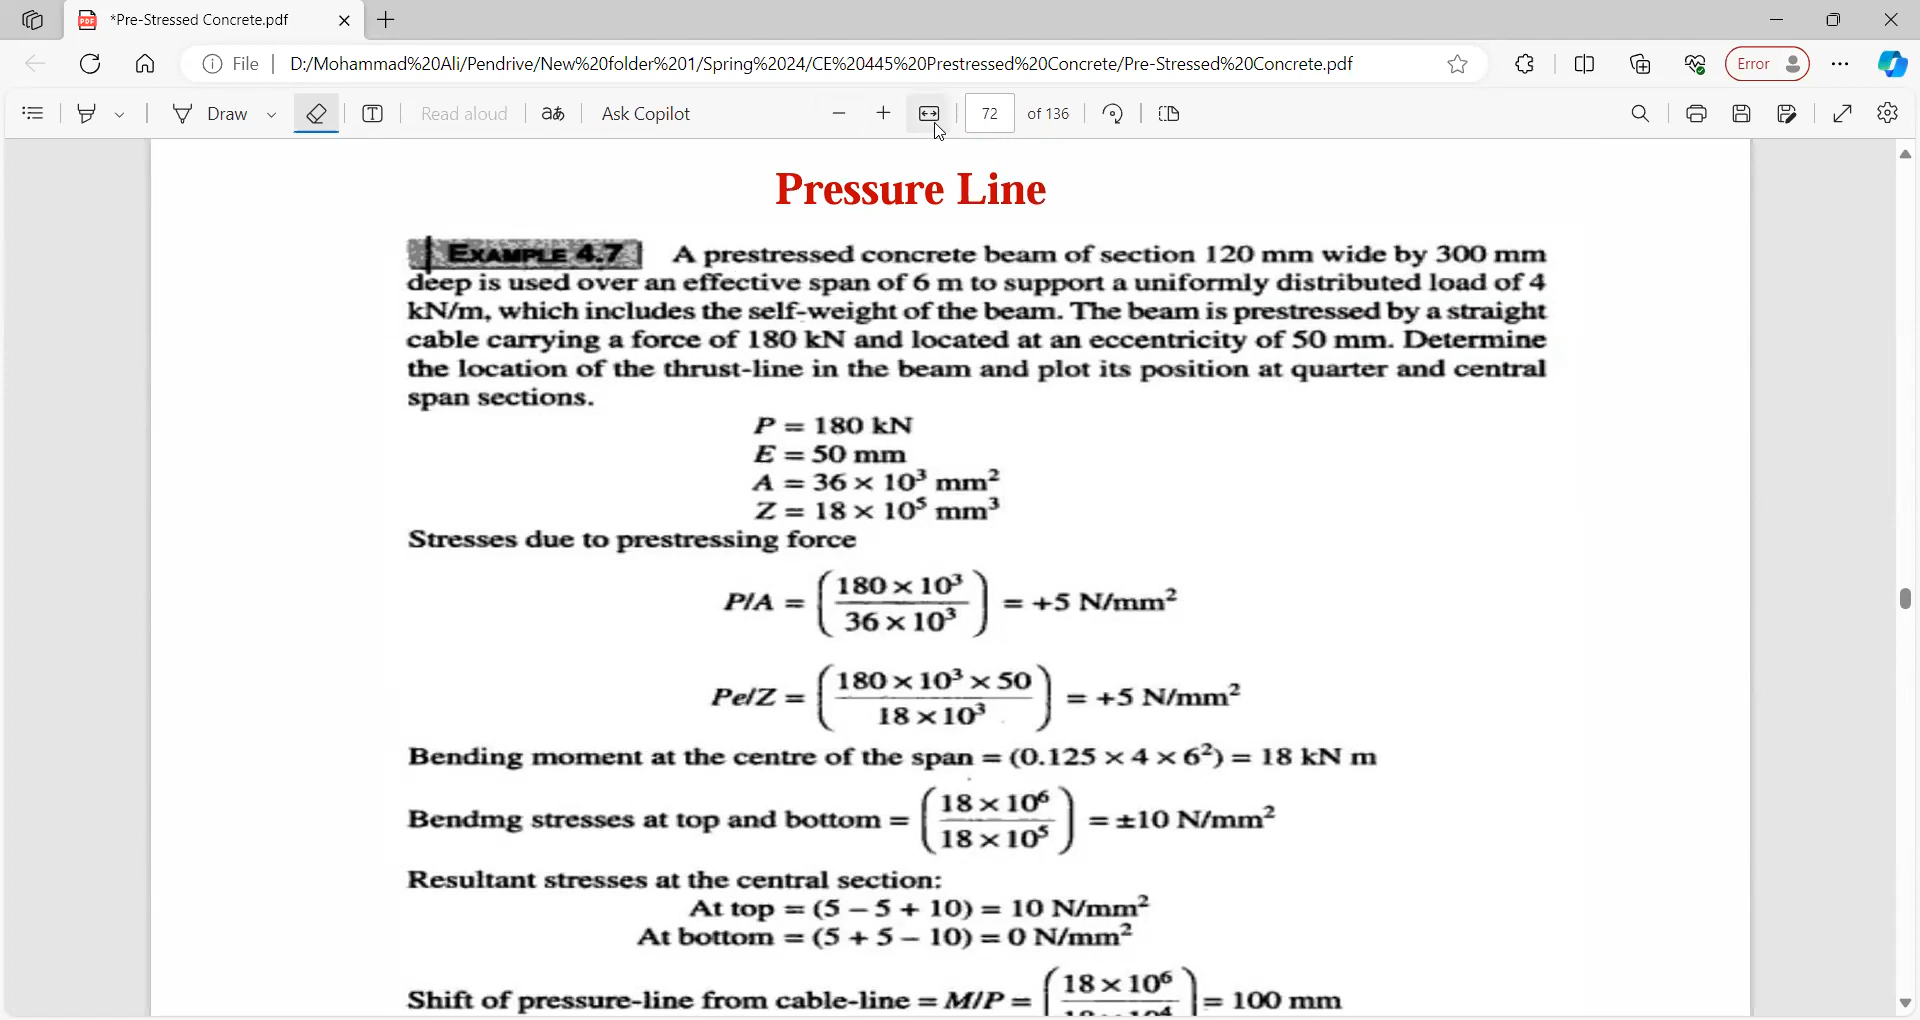 *Pre-Stressed Concrete.pdf
File
D:/Mohammad%20Ali/Pendrive/New%20folder%201/Spring%2024/CE%20445%20Prestressed%20Concrete/Pre-Stressed%20Concrete.pdf
Error
Draw
Read aloud
aあ
Ask Copilot
72
of 136
Pressure Line
EXAMPLE 4.7 A prestressed concrete beam of section 120 mm wide by 300 mm
deep is used over an effective span of 6 m to support a uniformly distributed load of 4
kN/m, which includes the self-weight of the beam. The beam is prestressed by a straight
cable carrying a force of 180 kN and located at an eccentricity of 50 mm. Determine
the location of the thrust-line in the beam and plot its position at quarter and central
span sections.
P = 180 kN
E = 50 mm
A = 36 × 10³ mm²
Z = 18 × 10⁵ mm³
Stresses due to prestressing force
P/A = (180 × 10³ / 36 × 10³) = +5 N/mm²
Pe/Z = (180 × 10³ × 50 / 18 × 10³) = +5 N/mm²
Bending moment at the centre of the span = (0.125 × 4 × 6²) = 18 kN m
Bendmg stresses at top and bottom = (18 × 10⁶ / 18 × 10⁵) = ±10 N/mm²
Resultant stresses at the central section:
At top = (5 – 5 + 10) = 10 N/mm²
At bottom = (5 + 5 – 10) = 0 N/mm²
Shift of pressure-line from cable-line = M/P = (18 × 10⁶) = 100 mm